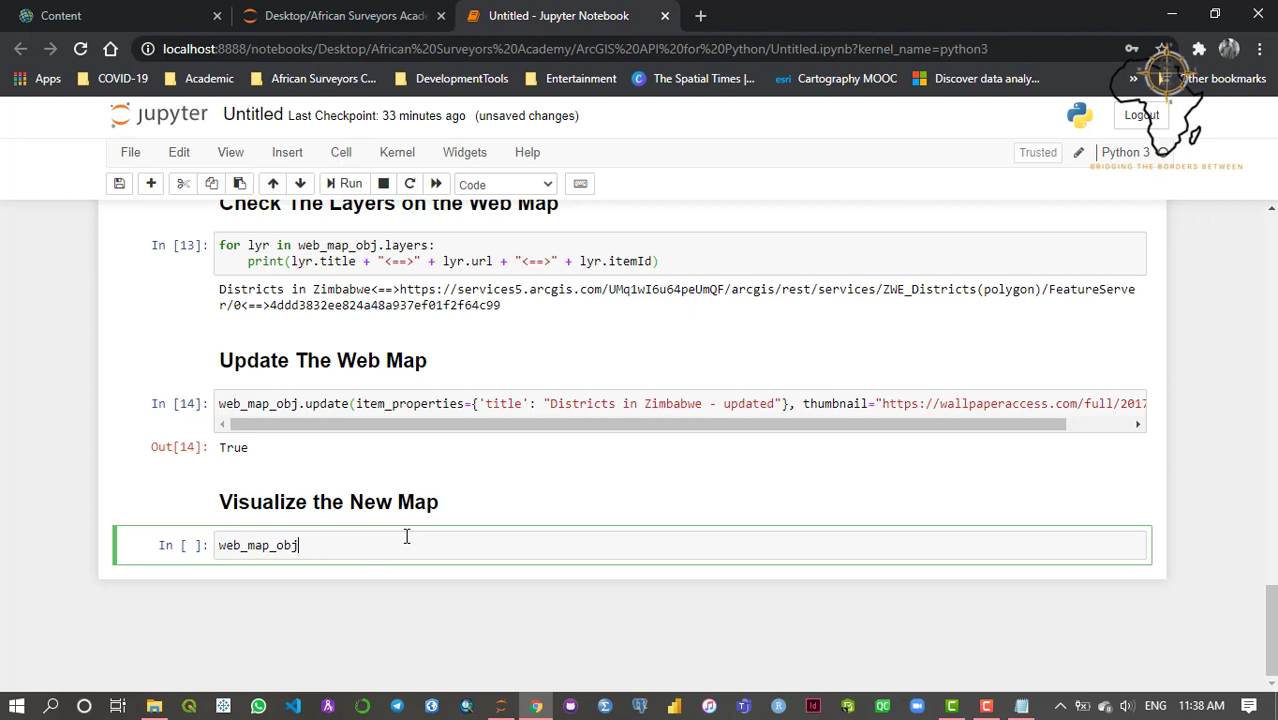 Content
Desktop/African Surveyors Acade
Untitled - Jupyter Notebook
localhost:8888/notebooks/Desktop/African%20Surveyors%20Academy/ArcGIS%20API%20for%20Python/Untitled.ipynb?kernel_name=python3
Apps COVID-19 Academic African Surveyors C... DevelopmentTools Entertainment The Spatial Times |... esri Cartography MOOC Discover data analy... » Other bookmarks
jupyter Untitled Last Checkpoint: 33 minutes ago (unsaved changes) Logout
File Edit View Insert Cell Kernel Widgets Help Trusted Python 3
BRIDGING THE BORDERS BETWEEN
Run Code
Check The Layers on the Web Map
In [13]: for lyr in web_map_obj.layers:
print(lyr.title + "<==>" + lyr.url + "<==>" + lyr.itemId)
Districts in Zimbabwe<==>https://services5.arcgis.com/UMq1wI6u64peUmQF/arcgis/rest/services/ZWE_Districts(polygon)/FeatureServe
r/0<==>4ddd3832ee824a48a937ef01f2f64c99
Update The Web Map
In [14]: web_map_obj.update(item_properties={'title': "Districts in Zimbabwe - updated"}, thumbnail="https://wallpaperaccess.com/full/2017
Out[14]: True
Visualize the New Map
In [ ]: web_map_obj
ENG 11:38 AM